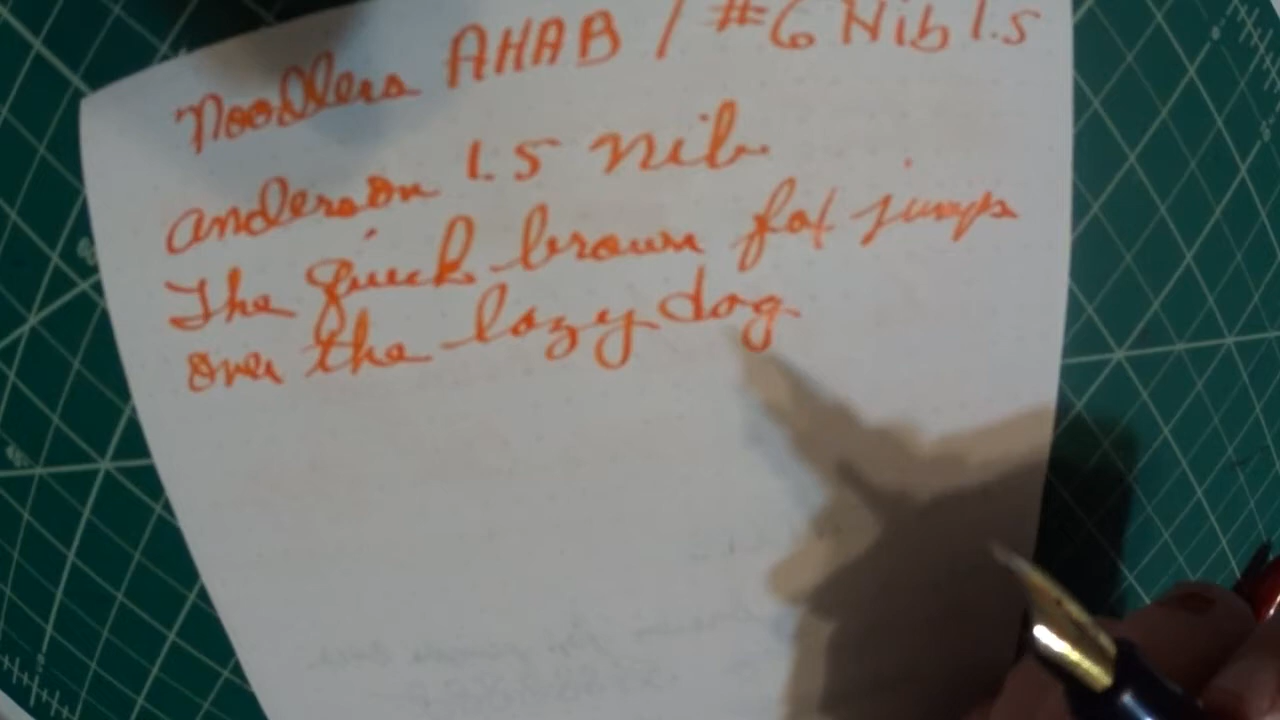 Noodlers AHAB / #6 Nib 1.5
anderson 1.5 nib
The quick brown fox jumps
over the lazy dog